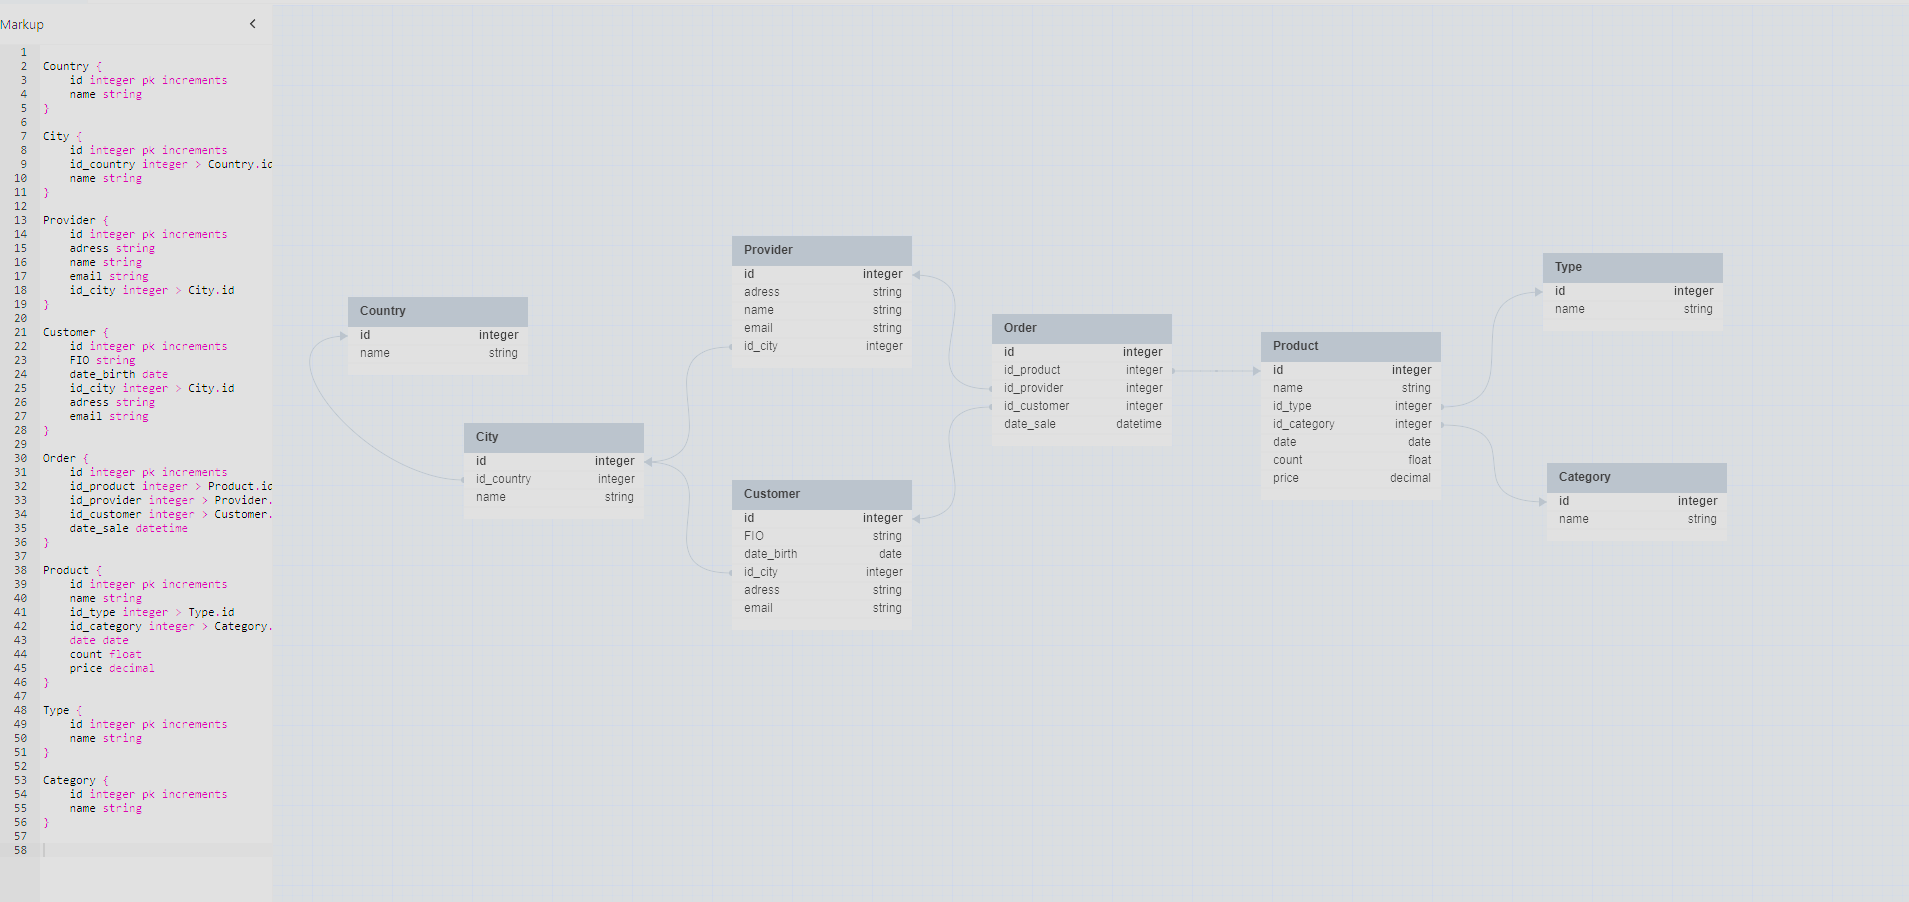 Markup
1
2 Country {
3 id integer pk increments
4 name string
5 }
6
7 City {
8 id integer pk increments
9 id_country integer > Country.id
10 name string
11 }
12
13 Provider {
14 id integer pk increments
15 adress string
16 name string
17 email string
18 id_city integer > City.id
19 }
20
21 Customer {
22 id integer pk increments
23 FIO string
24 date_birth date
25 id_city integer > City.id
26 adress string
27 email string
28 }
29
30 Order {
31 id integer pk increments
32 id_product integer > Product.id
33 id_provider integer > Provider.
34 id_customer integer > Customer.
35 date_sale datetime
36 }
37
38 Product {
39 id integer pk increments
40 name string
41 id_type integer > Type.id
42 id_category integer > Category.
43 date date
44 count float
45 price decimal
46 }
47
48 Type {
49 id integer pk increments
50 name string
51 }
52
53 Category {
54 id integer pk increments
55 name string
56 }
57
58
Country
id integer
name string
City
id integer
id_country integer
name string
Provider
id integer
adress string
name string
email string
id_city integer
Customer
id integer
FIO string
date_birth date
id_city integer
adress string
email string
Order
id integer
id_product integer
id_provider integer
id_customer integer
date_sale datetime
Product
id integer
name string
id_type integer
id_category integer
date date
count float
price decimal
Type
id integer
name string
Category
id integer
name string